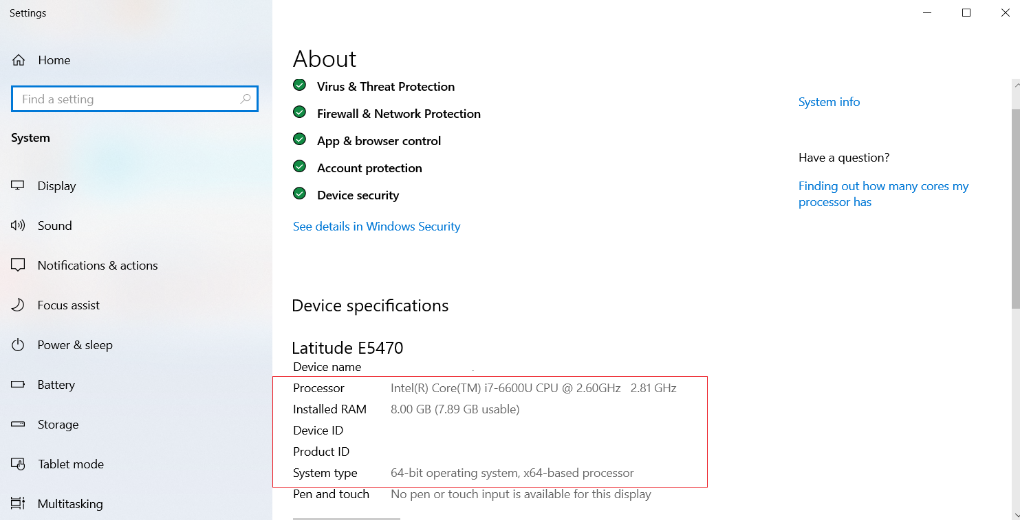 Settings
Home
Find a setting
System
Display
Sound
Notifications & actions
Focus assist
Power & sleep
Battery
Storage
Tablet mode
Multitasking
About
Virus & Threat Protection
Firewall & Network Protection
App & browser control
Account protection
Device security
See details in Windows Security
Device specifications
Latitude E5470
Device name
Processor Intel(R) Core(TM) i7-6600U CPU @ 2.60GHz 2.81 GHz
Installed RAM 8.00 GB (7.89 GB usable)
Device ID
Product ID
System type 64-bit operating system, x64-based processor
Pen and touch No pen or touch input is available for this display
System info
Have a question?
Finding out how many cores my
processor has